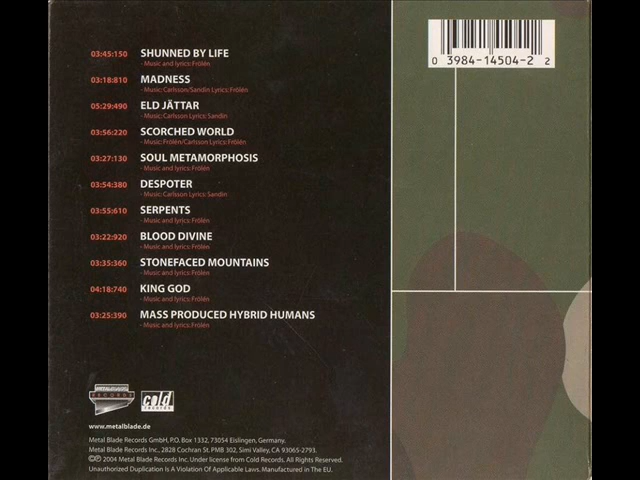 0 3984-14504-2 2
03:45:150 SHUNNED BY LIFE
- Music and lyrics: Frölén
03:18:810 MADNESS
- Music: Carlsson/Sandin Lyrics: Frölén
05:29:490 ELD JÄTTAR
- Music: Carlsson Lyrics: Sandin
03:56:220 SCORCHED WORLD
- Music: Frölén/Carlsson Lyrics: Frölén
03:27:130 SOUL METAMORPHOSIS
- Music and lyrics: Frölén
03:54:380 DESPOTER
- Music: Carlsson Lyrics: Sandin
03:55:610 SERPENTS
- Music and lyrics: Frölén
03:22:920 BLOOD DIVINE
- Music and lyrics: Frölén
03:35:360 STONEFACED MOUNTAINS
- Music and lyrics: Frölén
04:18:740 KING GOD
- Music and lyrics: Frölén
03:25:390 MASS PRODUCED HYBRID HUMANS
- Music and lyrics: Frölén
METAL BLADE
RECORDS
cold
records
www.metalblade.de
Metal Blade Records GmbH, P.O. Box 1332, 73054 Eislingen, Germany.
Metal Blade Records Inc., 2828 Cochran St. PMB 302, Simi Valley, CA 93065-2793.
©℗ 2004 Metal Blade Records Inc. Under license from Cold Records. All Rights Reserved.
Unauthorized Duplication Is A Violation Of Applicable Laws. Manufactured in The EU.